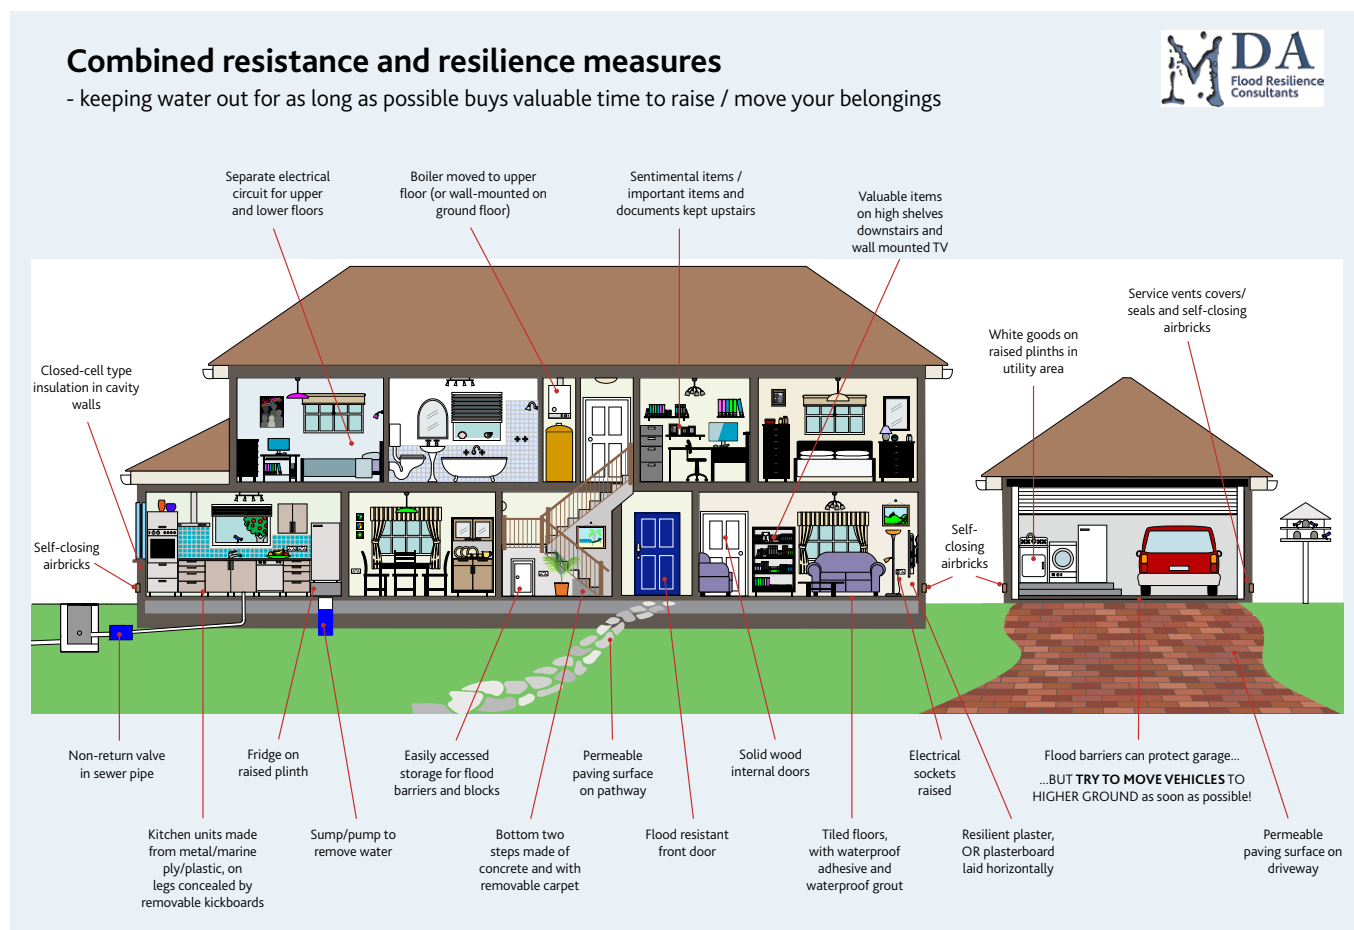 Combined resistance and resilience measures
- keeping water out for as long as possible buys valuable time to raise / move your belongings
MDA
Flood Resilience
Consultants
Separate electrical
circuit for upper
and lower floors
Boiler moved to upper
floor (or wall-mounted on
ground floor)
Sentimental items /
important items and
documents kept upstairs
Valuable items
on high shelves
downstairs and
wall mounted TV
Service vents covers/
seals and self-closing
airbricks
White goods on
raised plinths in
utility area
Closed-cell type
insulation in cavity
walls
Self-closing
airbricks
Self-
closing
airbricks
Non-return valve
in sewer pipe
Fridge on
raised plinth
Easily accessed
storage for flood
barriers and blocks
Permeable
paving surface
on pathway
Solid wood
internal doors
Electrical
sockets
raised
Flood barriers can protect garage...
...BUT TRY TO MOVE VEHICLES TO
HIGHER GROUND as soon as possible!
Kitchen units made
from metal/marine
ply/plastic, on
legs concealed by
removable kickboards
Sump/pump to
remove water
Bottom two
steps made of
concrete and with
removable carpet
Flood resistant
front door
Tiled floors,
with waterproof
adhesive and
waterproof grout
Resilient plaster,
OR plasterboard
laid horizontally
Permeable
paving surface on
driveway